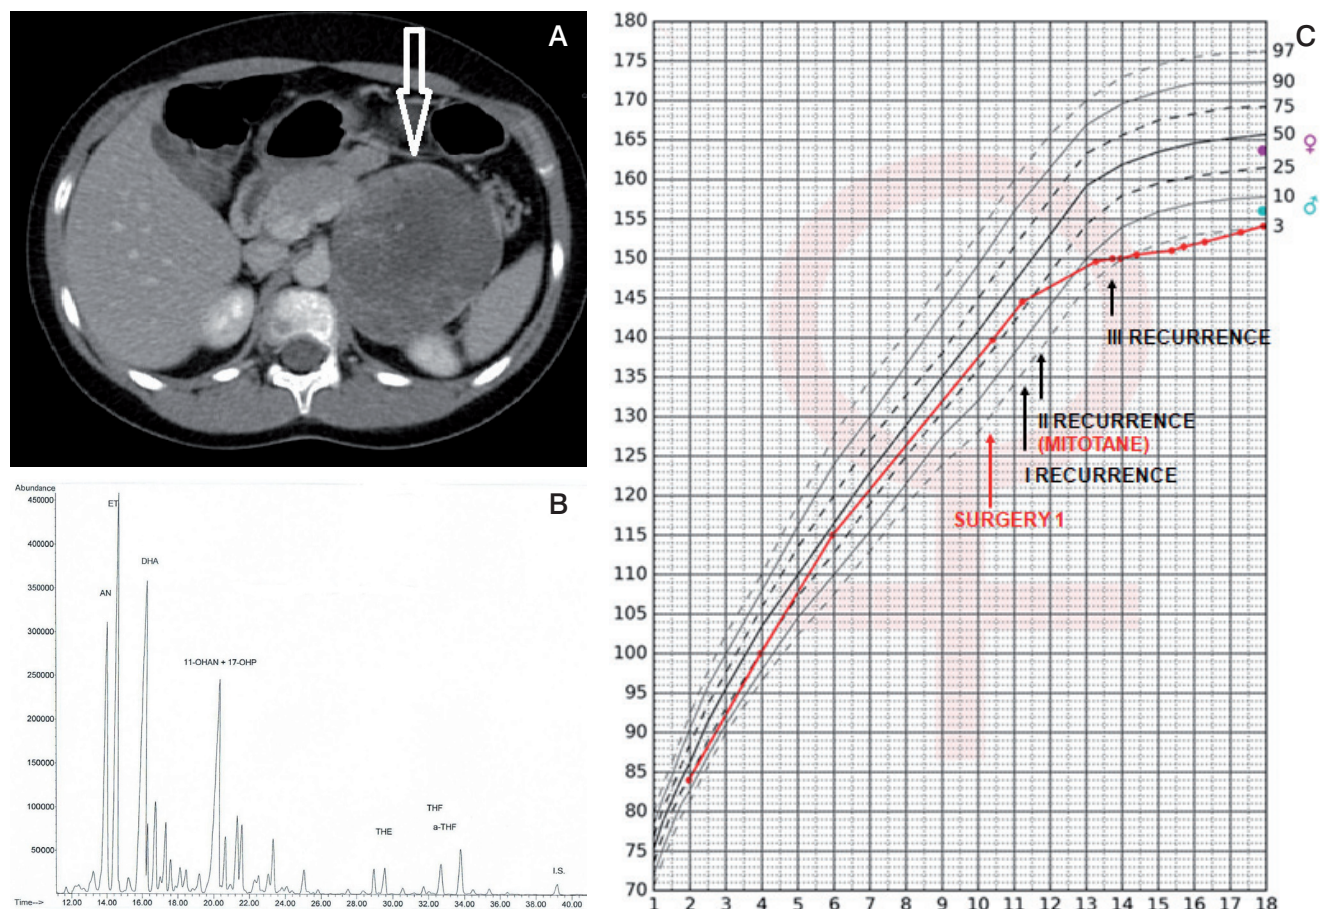 A
B
Abundance
450000
400000
350000
300000
250000
200000
150000
100000
50000
ET
AN
DHA
11-OHAN + 17-OHP
THE
THF
a-THF
I.S.
Time-->
12.00 14.00 16.00 18.00 20.00 22.00 24.00 26.00 28.00 30.00 32.00 34.00 36.00 38.00 40.00
C
180
175
170
165
160
155
150
145
140
135
130
125
120
115
110
105
100
95
90
85
80
75
70
97
90
75
50
♀
25
10
♂
3
III RECURRENCE
II RECURRENCE
(MITOTANE)
I RECURRENCE
SURGERY 1
1 2 3 4 5 6 7 8 9 10 11 12 13 14 15 16 17 18